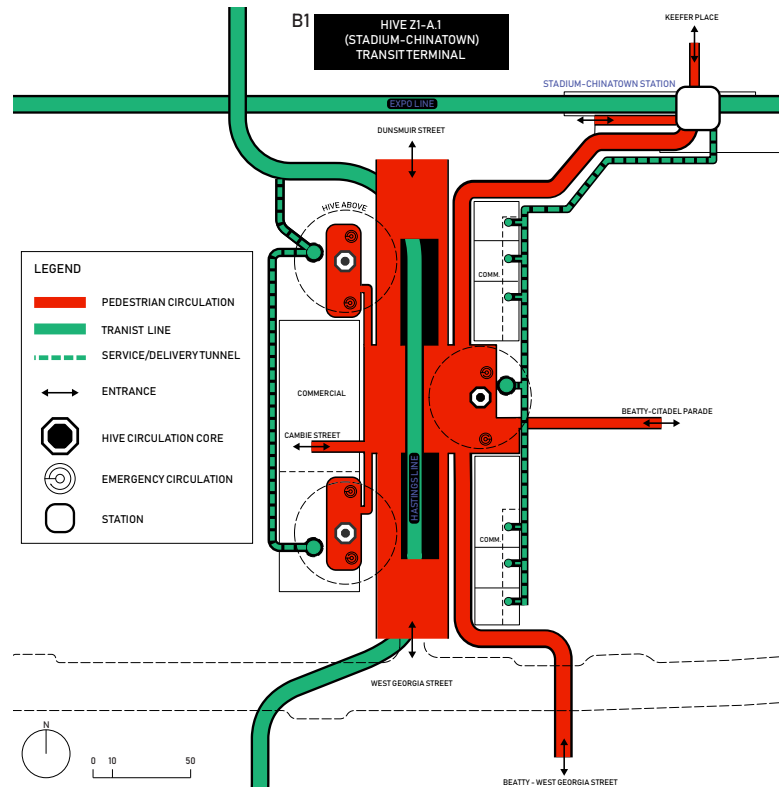 B1
HIVE Z1-A.1
(STADIUM-CHINATOWN)
TRANSIT TERMINAL
KEEFER PLACE
STADIUM-CHINATOWN STATION
EXPO LINE
DUNSMUIR STREET
HIVE ABOVE
COMM.
LEGEND
PEDESTRIAN CIRCULATION
TRANIST LINE
SERVICE/DELIVERY TUNNEL
ENTRANCE
HIVE CIRCULATION CORE
EMERGENCY CIRCULATION
STATION
COMMERCIAL
CAMBIE STREET
BEATTY-CITADEL PARADE
HASTINGS LINE
COMM.
WEST GEORGIA STREET
N
0 10 50
BEATTY - WEST GEORGIA STREET